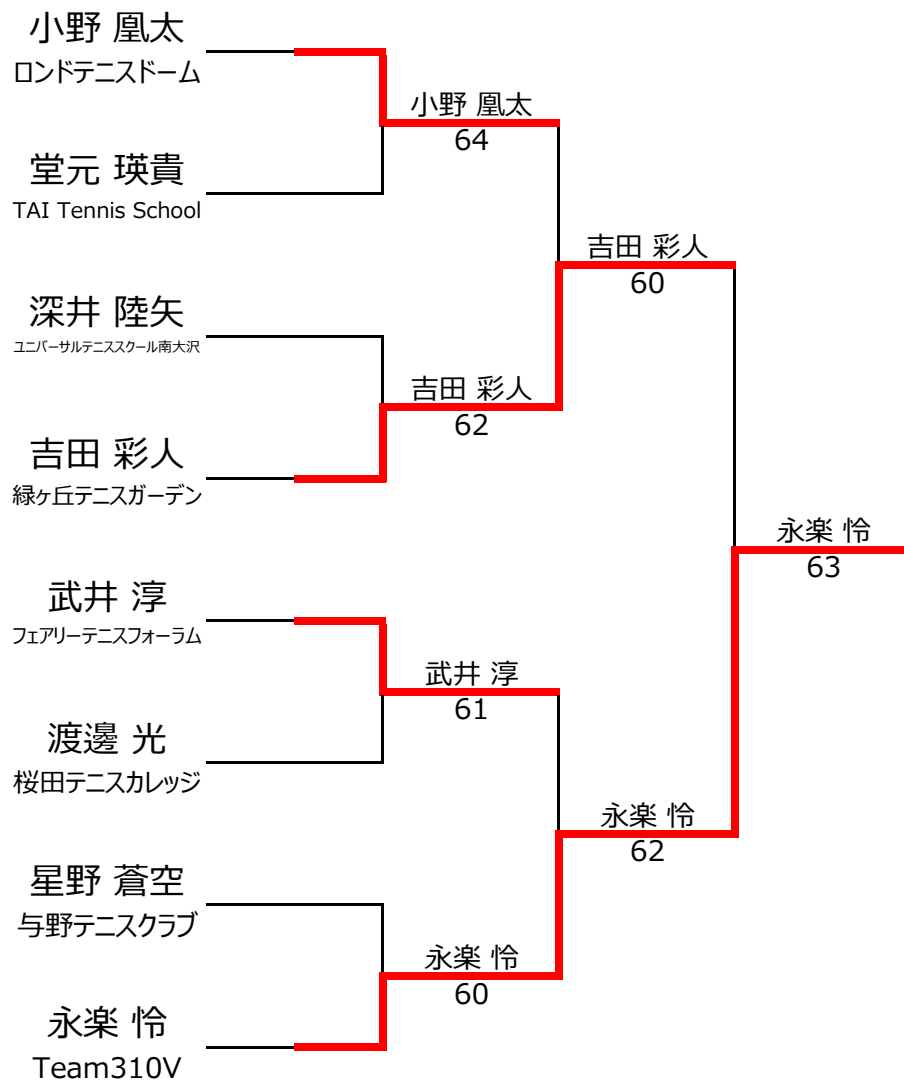 小野 凰太
ロンドテニスドーム
小野 凰太
64
堂元 瑛貴
TAI Tennis School
吉田 彩人
60
深井 陸矢
ユニバーサルテニススクール南大沢
吉田 彩人
62
吉田 彩人
緑ヶ丘テニスガーデン
永楽 怜
63
武井 淳
フェアリーテニスフォーラム
武井 淳
61
渡邊 光
桜田テニスカレッジ
永楽 怜
62
星野 蒼空
与野テニスクラブ
永楽 怜
60
永楽 怜
Team310V